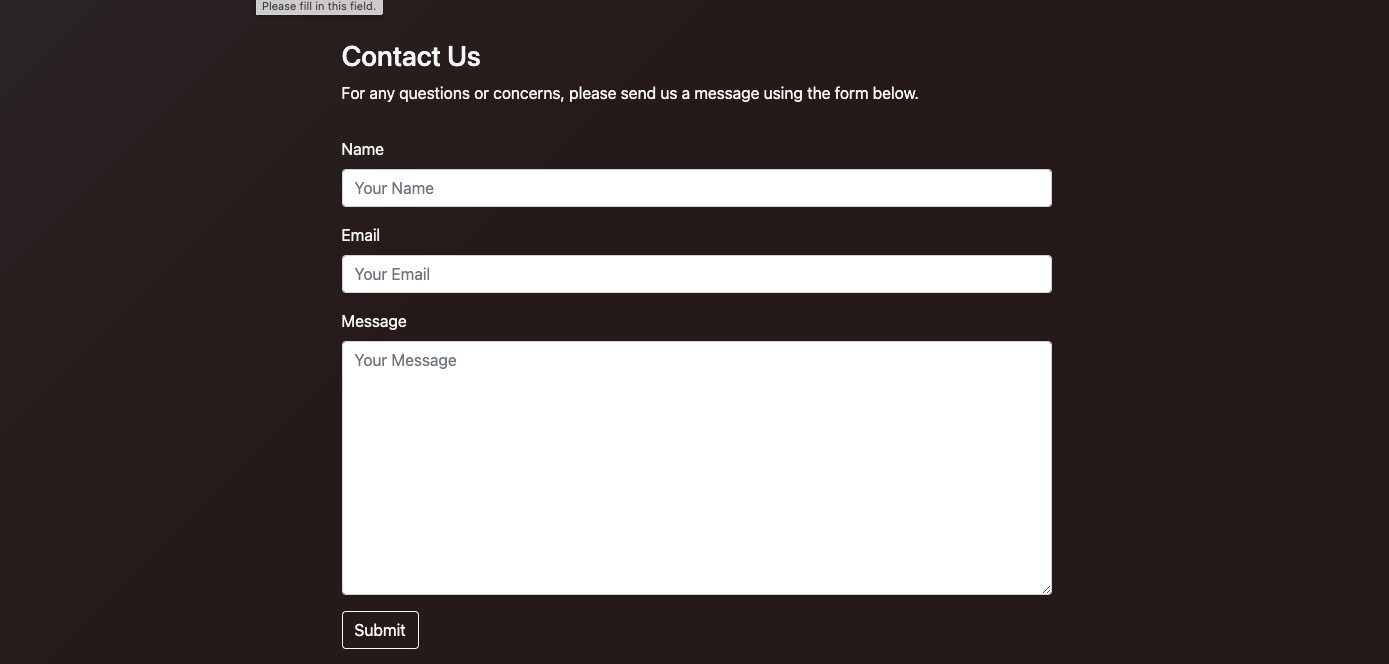 Please fill in this field.
Contact Us
For any questions or concerns, please send us a message using the form below.
Name
Your Name
Email
Your Email
Message
Your Message
Submit